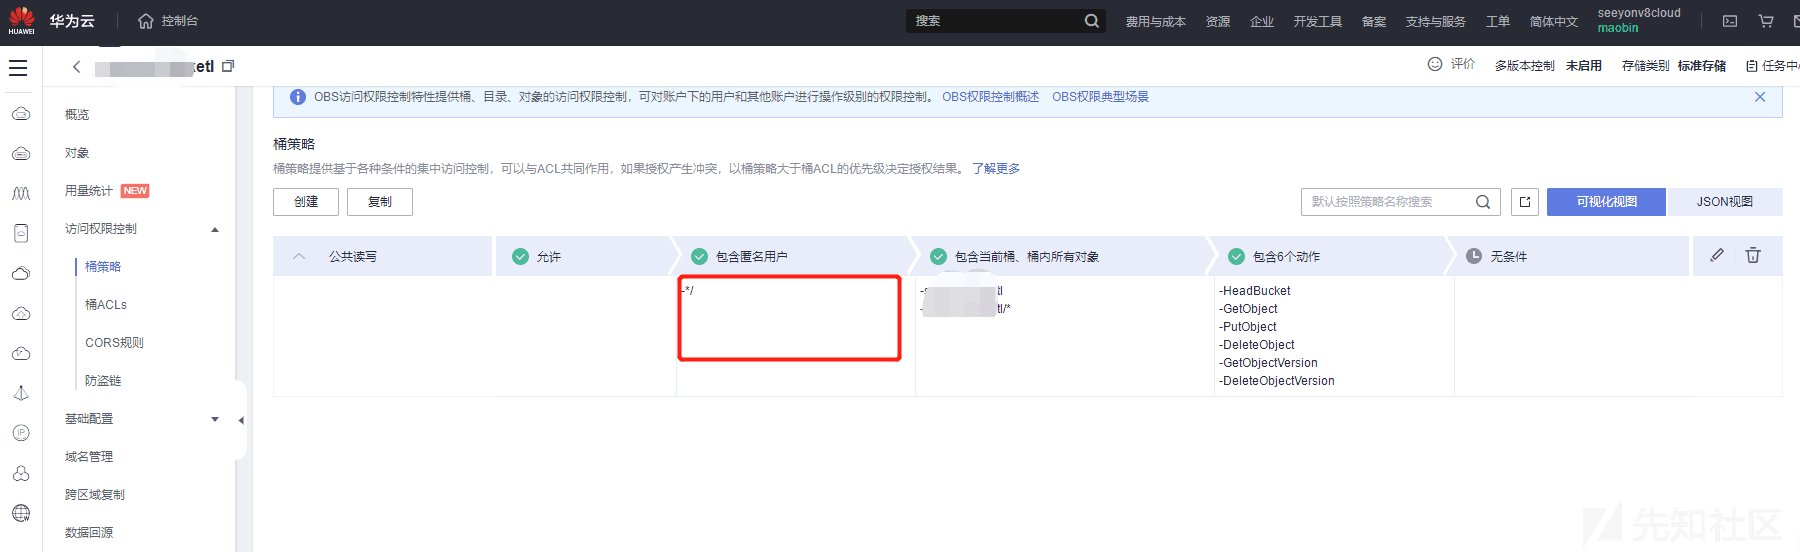 HUAWEI
华为云
控制台
搜索
费用与成本
资源
企业
开发工具
备案
支持与服务
工单
简体中文
seeyonv8cloud
maobin
etl
评价
多版本控制 未启用
存储类别 标准存储
任务中
概览
对象
用量统计 NEW
访问权限控制
桶策略
桶ACLs
CORS规则
防盗链
基础配置
域名管理
跨区域复制
数据回源
OBS访问权限控制特性提供桶、目录、对象的访问权限控制，可对账户下的用户和其他账户进行操作级别的权限控制。 OBS权限控制概述 OBS权限典型场景
桶策略
桶策略提供基于各种条件的集中访问控制，可以与ACL共同作用，如果授权产生冲突，以桶策略大于桶ACL的优先级决定授权结果。 了解更多
创建
复制
默认按照策略名称搜索
可视化视图
JSON视图
公共读写
允许
包含匿名用户
包含当前桶、桶内所有对象
包含6个动作
无条件
-*/
tl
tl/*
-HeadBucket
-GetObject
-PutObject
-DeleteObject
-GetObjectVersion
-DeleteObjectVersion
IP
先知社区